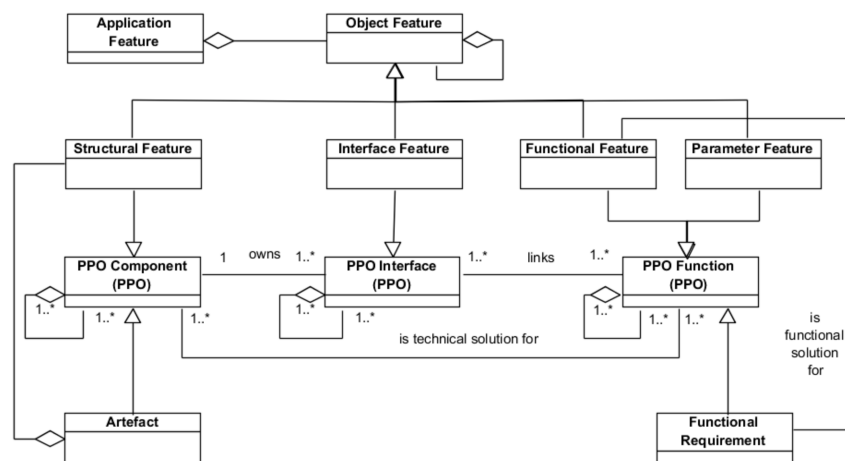 Application
Feature
Object Feature
Structural Feature
Interface Feature
Functional Feature
Parameter Feature
PPO Component
(PPO)
1
owns
1..*
PPO Interface
(PPO)
1..*
links
1..*
PPO Function
(PPO)
1..*
1..*
1..*
1..*
1..*
1..*
1..*
1..*
is technical solution for
is
functional
solution
for
Artefact
Functional
Requirement